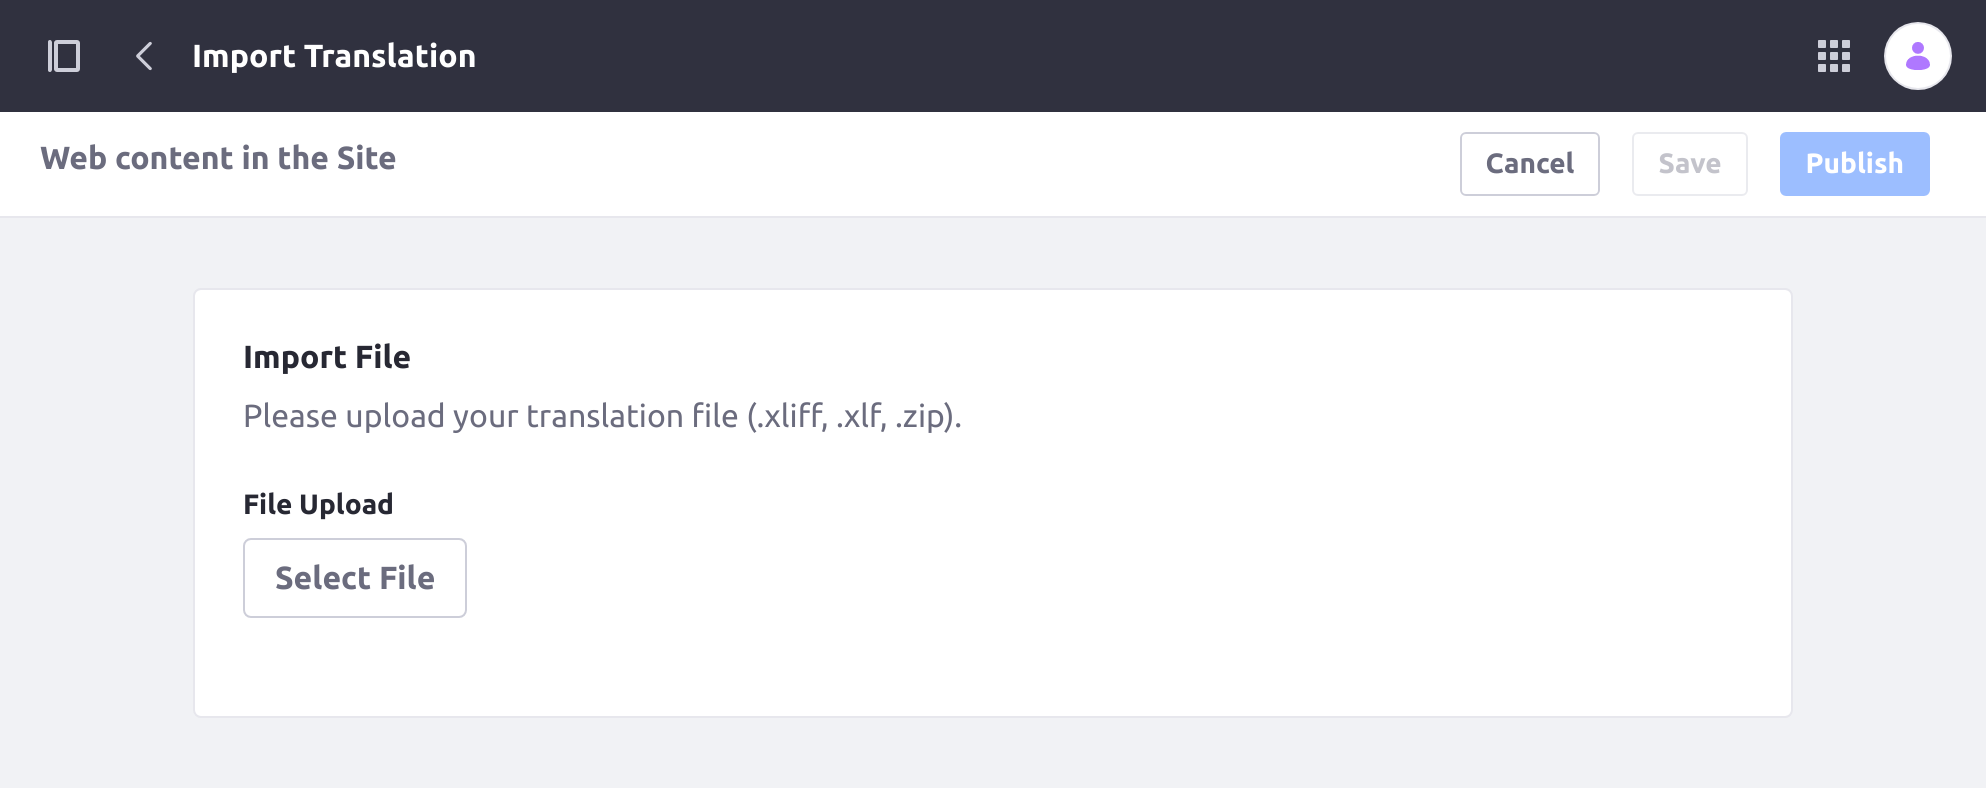 Import Translation
Web content in the Site
Cancel
Save
Publish
Import File
Please upload your translation file (.xliff, .xlf, .zip).
File Upload
Select File